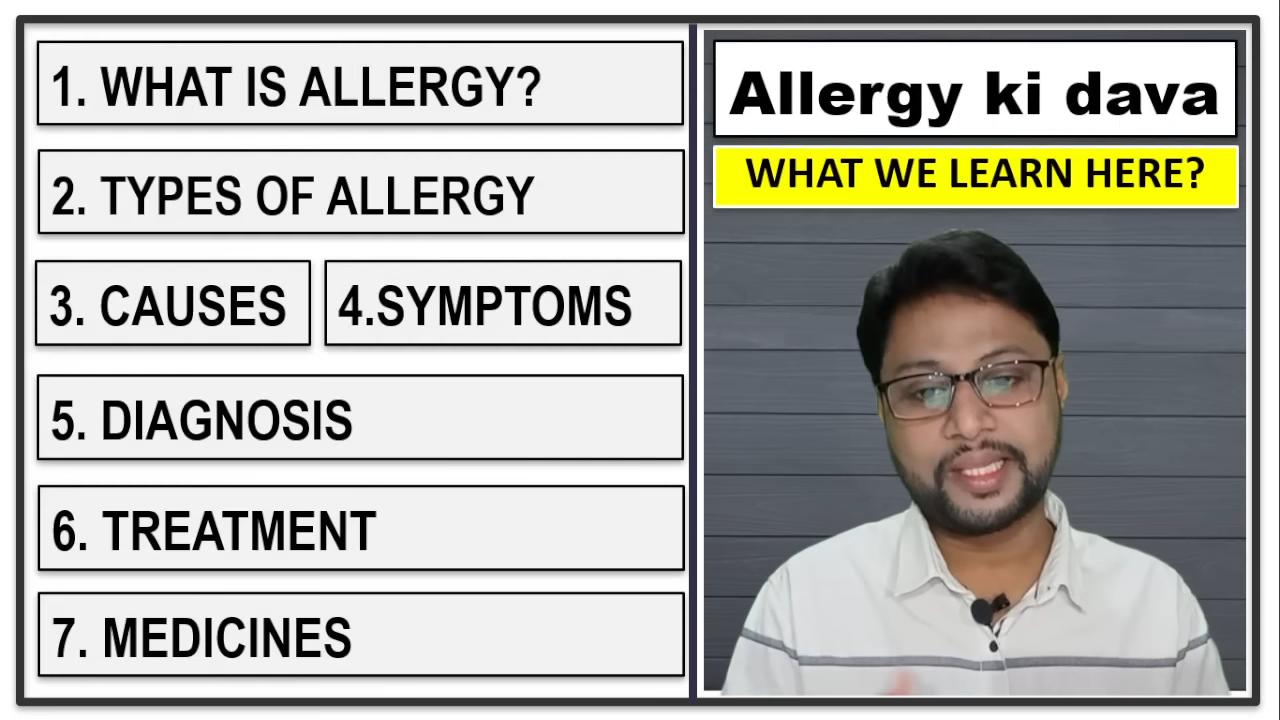 1. WHAT IS ALLERGY?
2. TYPES OF ALLERGY
3. CAUSES
4.SYMPTOMS
5. DIAGNOSIS
6. TREATMENT
7. MEDICINES
Allergy ki dava
WHAT WE LEARN HERE?